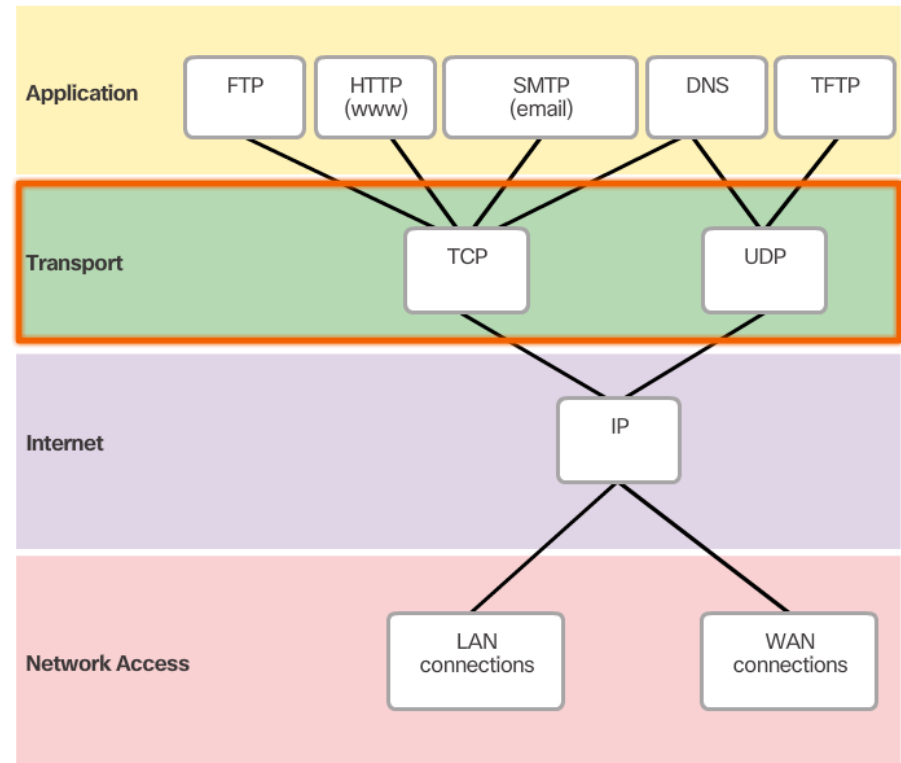 Application
FTP
HTTP
(www)
SMTP
(email)
DNS
TFTP
Transport
TCP
UDP
Internet
IP
Network Access
LAN
connections
WAN
connections